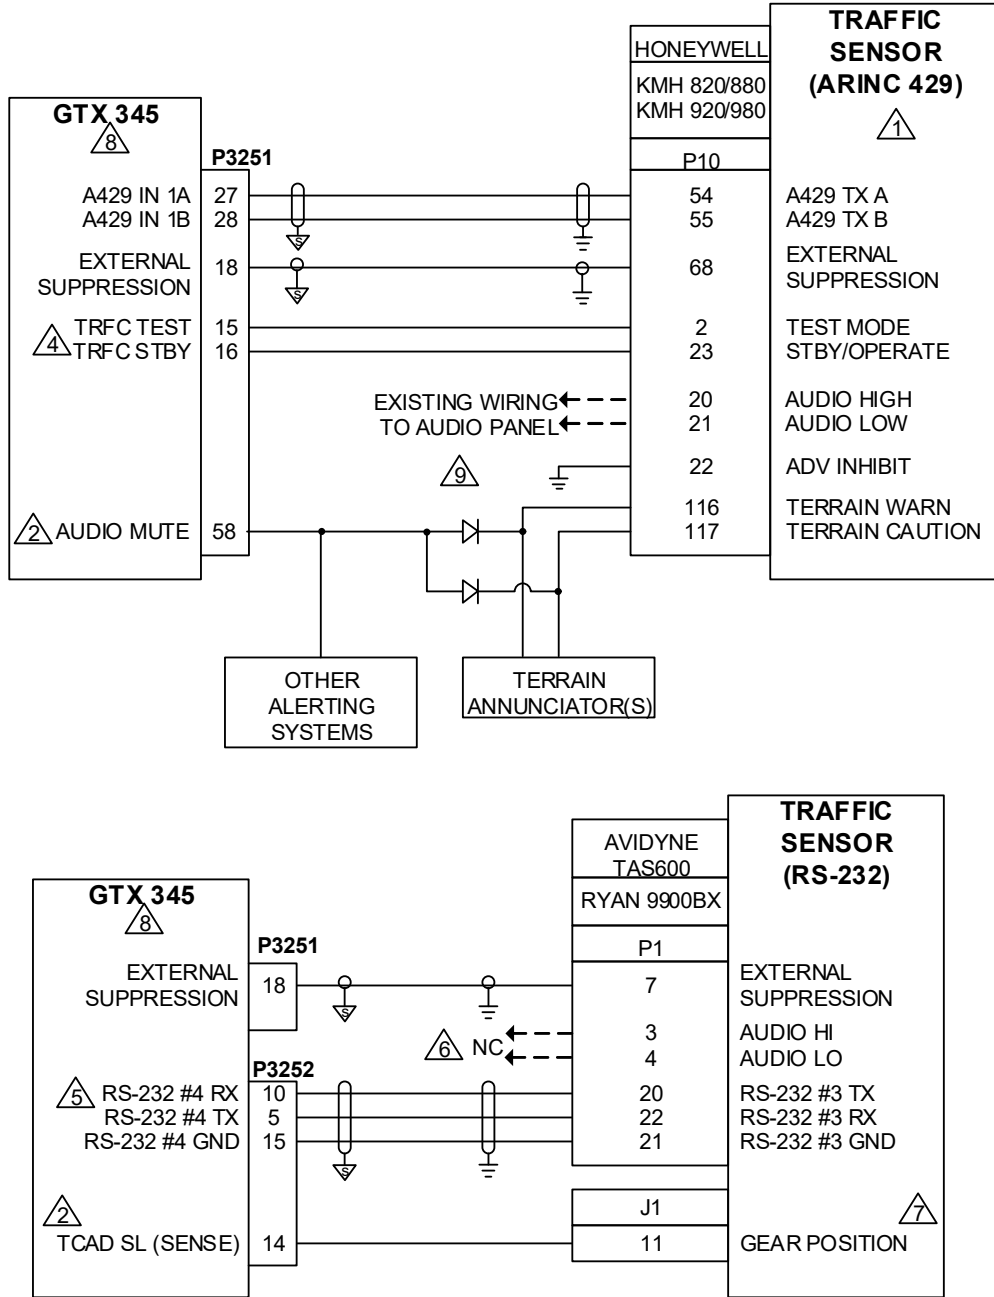 TRAFFIC
SENSOR
(ARINC 429)
1
HONEYWELL
KMH 820/880
KMH 920/980
P10
GTX 345
8
P3251
A429 IN 1A 27 54 A429 TX A
A429 IN 1B 28 55 A429 TX B
S
EXTERNAL
SUPPRESSION
18 68
EXTERNAL
SUPPRESSION
S
4
TRFC TEST 15 2 TEST MODE
TRFC STBY 16 23 STBY/OPERATE
EXISTING WIRING
TO AUDIO PANEL
20 AUDIO HIGH
21 AUDIO LOW
9
22 ADV INHIBIT
116 TERRAIN WARN
117 TERRAIN CAUTION
2 AUDIO MUTE 58
OTHER
ALERTING
SYSTEMS
TERRAIN
ANNUNCIATOR(S)
TRAFFIC
SENSOR
(RS-232)
AVIDYNE
TAS600
RYAN 9900BX
P1
GTX 345
8
P3251
EXTERNAL
SUPPRESSION
18 7
EXTERNAL
SUPPRESSION
S
6 NC
3 AUDIO HI
4 AUDIO LO
P3252
5 RS-232 #4 RX 10 20 RS-232 #3 TX
RS-232 #4 TX 5 22 RS-232 #3 RX
RS-232 #4 GND 15 21 RS-232 #3 GND
S
J1
2
7
TCAD SL (SENSE) 14 11 GEAR POSITION